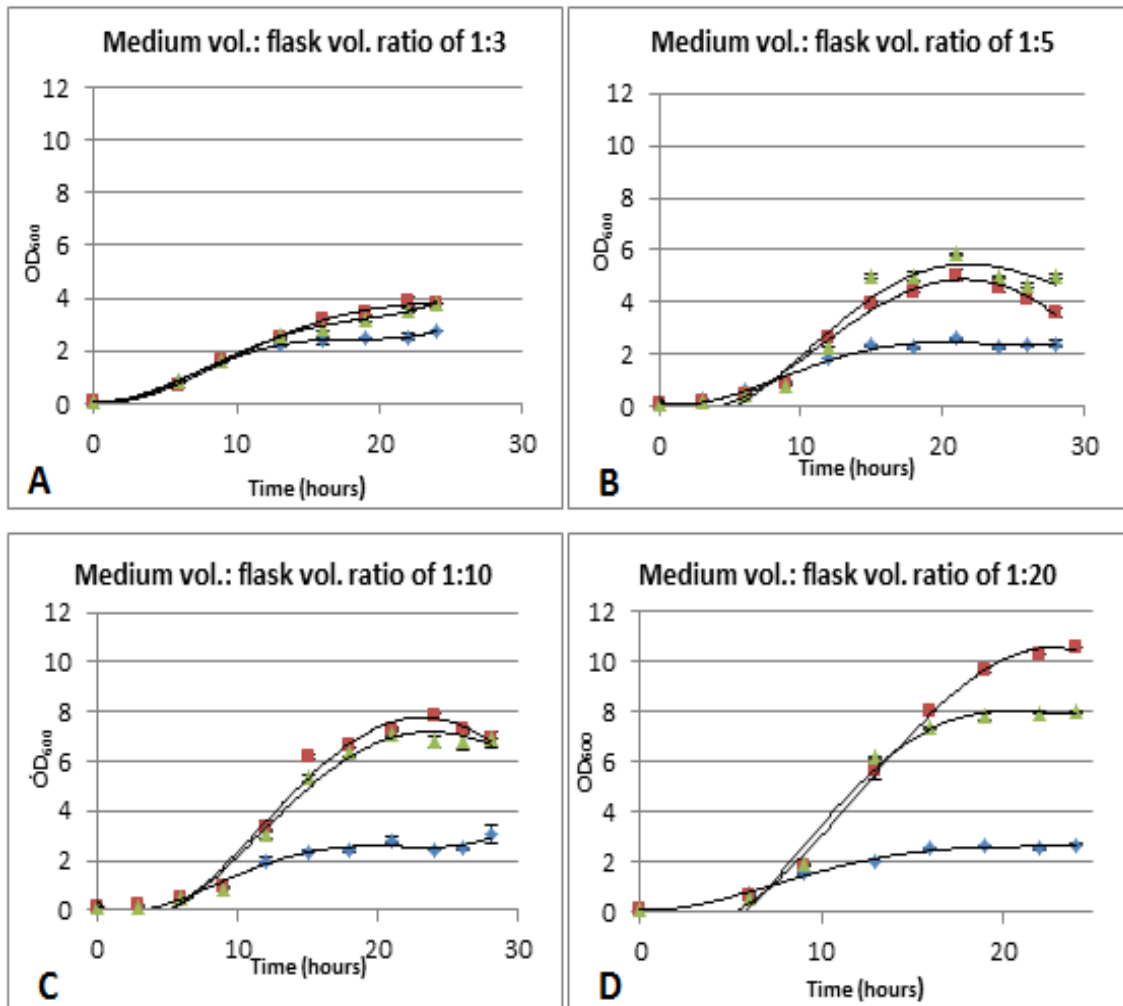 Medium vol.: flask vol. ratio of 1:3
12
10
8
6
4
2
0
OD₆₀₀
0 10 20 30
Time (hours)
A
Medium vol.: flask vol. ratio of 1:5
12
10
8
6
4
2
0
OD₆₀₀
0 10 20 30
Time (hours)
B
Medium vol.: flask vol. ratio of 1:10
12
10
8
6
4
2
0
ȮD₆₀₀
0 10 20 30
Time (hours)
C
Medium vol.: flask vol. ratio of 1:20
12
10
8
6
4
2
0
OD₆₀₀
0 10 20
Time (hours)
D